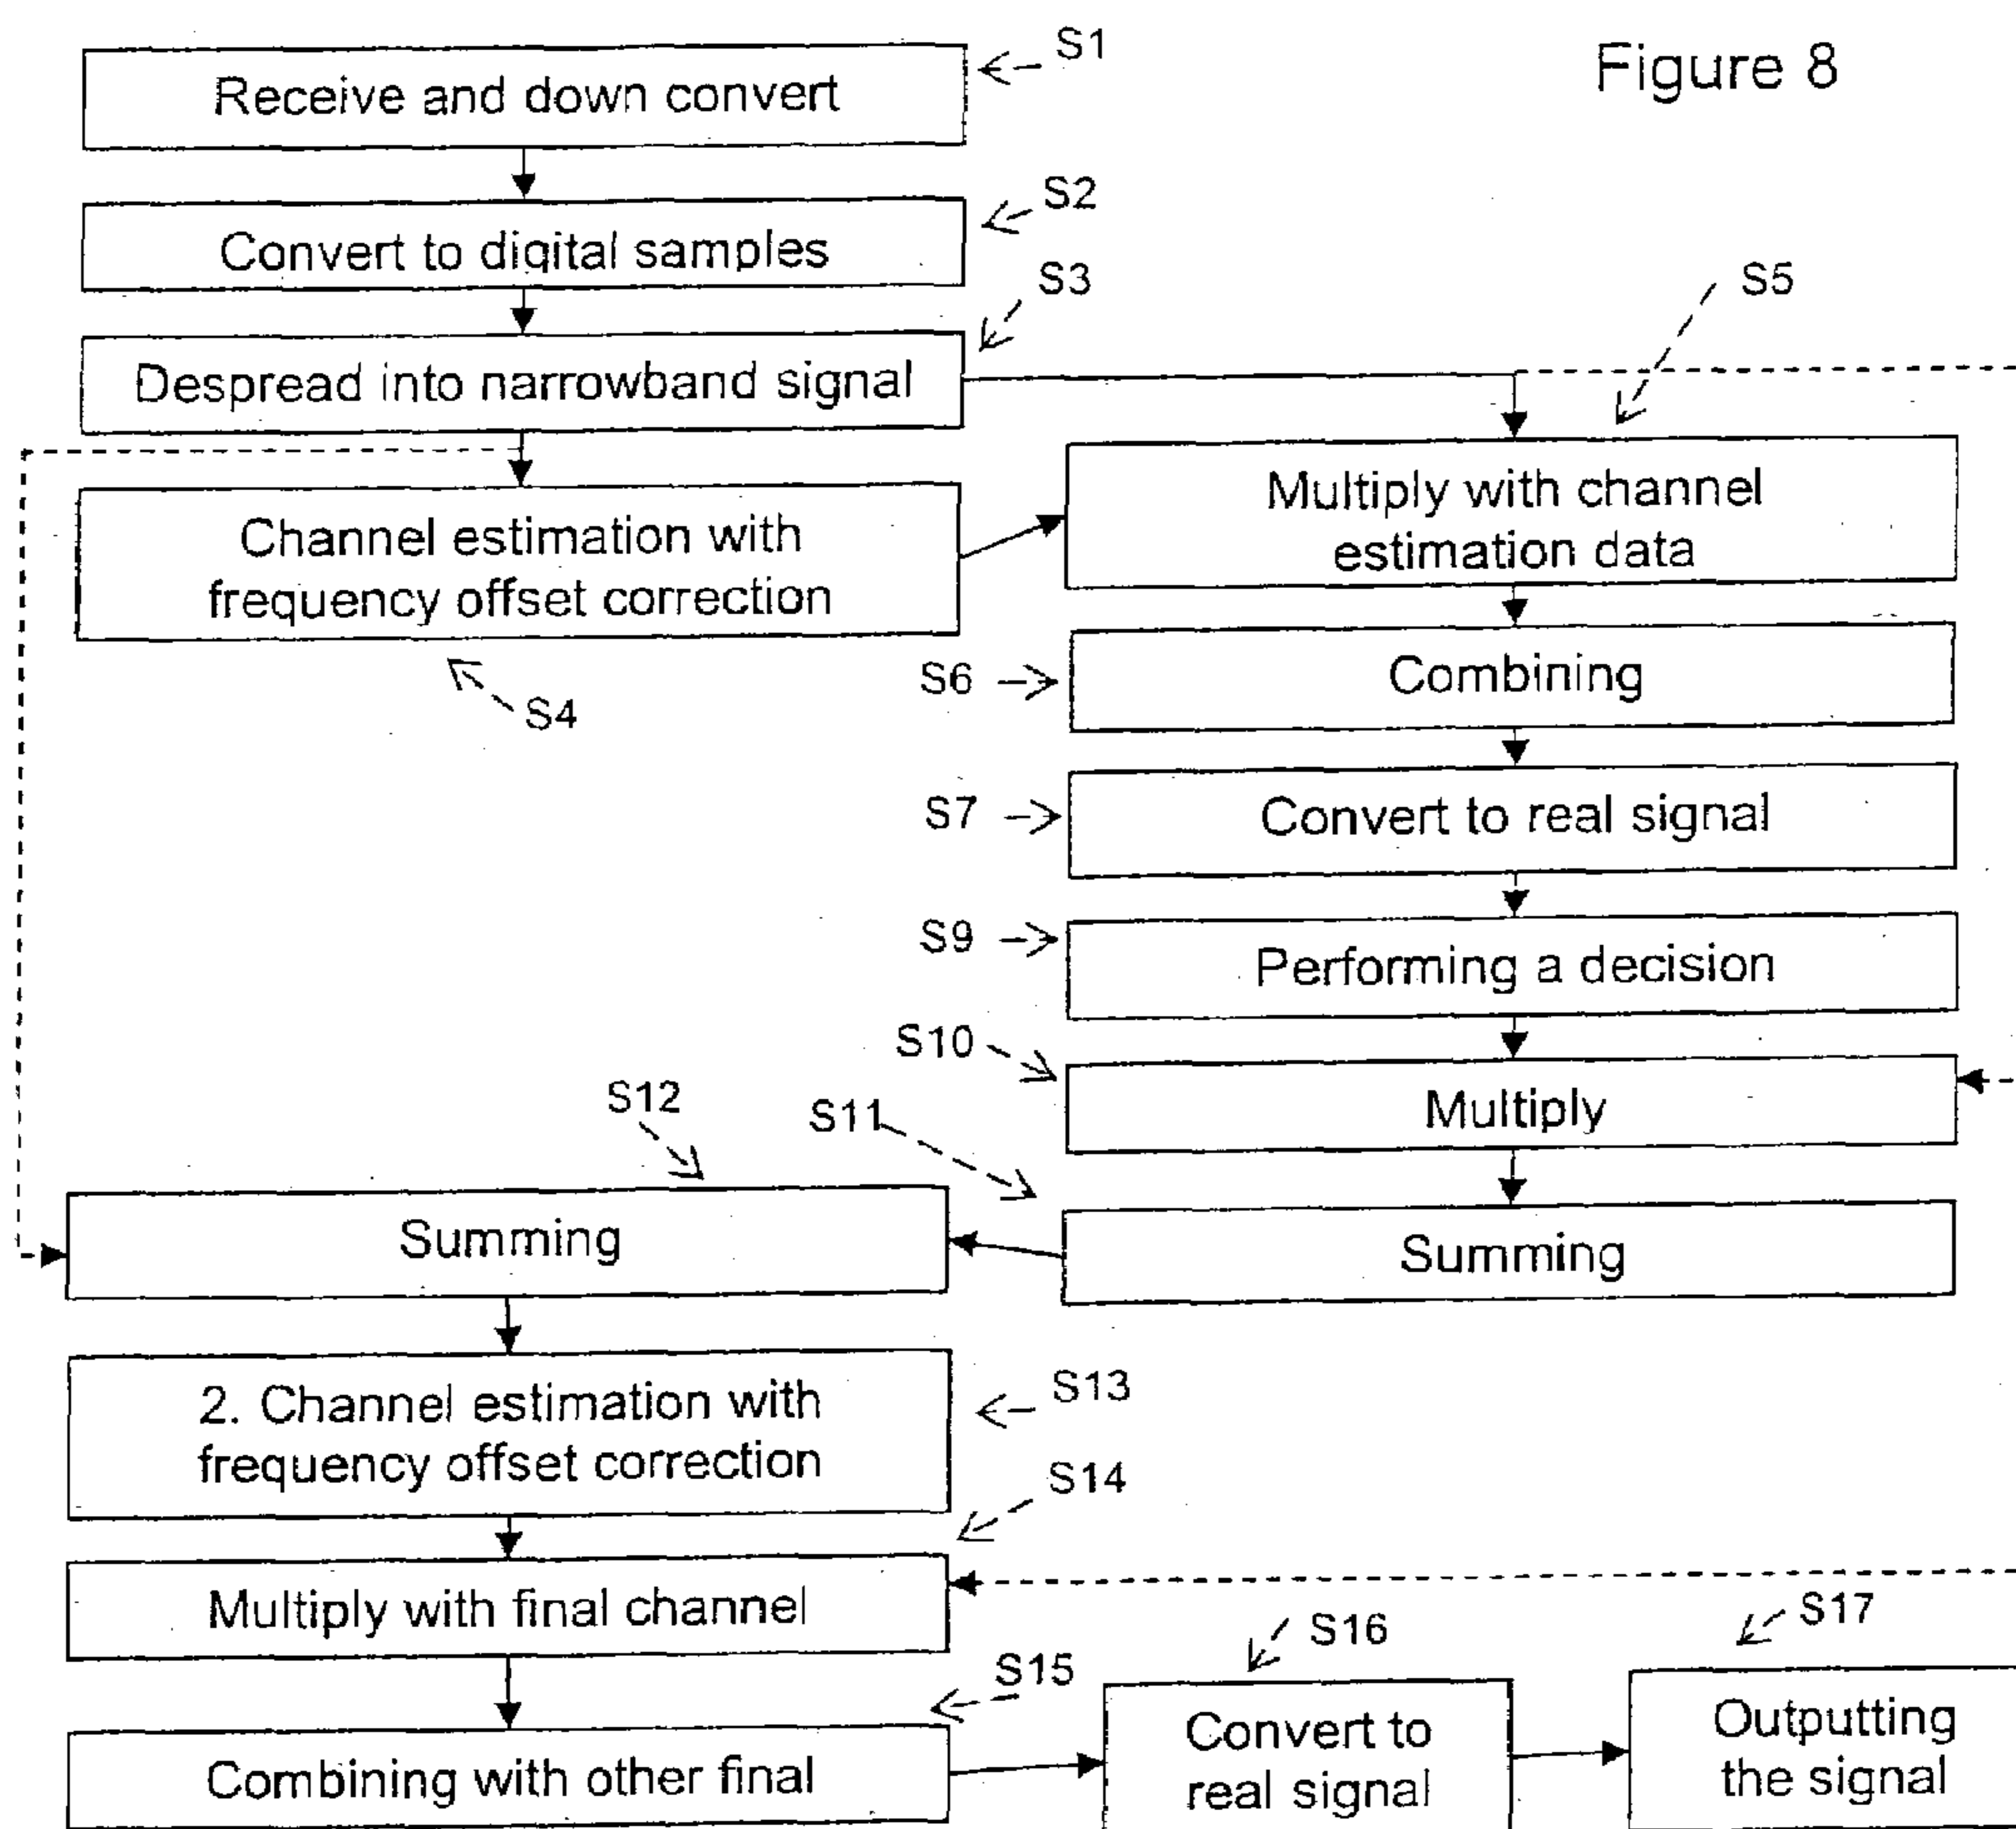 Figure 8
S1
Receive and down convert
S2
Convert to digital samples
S3
Despread into narrowband signal
S5
Channel estimation with
frequency offset correction
S4
Multiply with channel
estimation data
S6
Combining
S7
Convert to real signal
S9
Performing a decision
S10
Multiply
S11
Summing
S12
Summing
S13
2. Channel estimation with
frequency offset correction
S14
Multiply with final channel
S15
Combining with other final
S16
Convert to
real signal
S17
Outputting
the signal